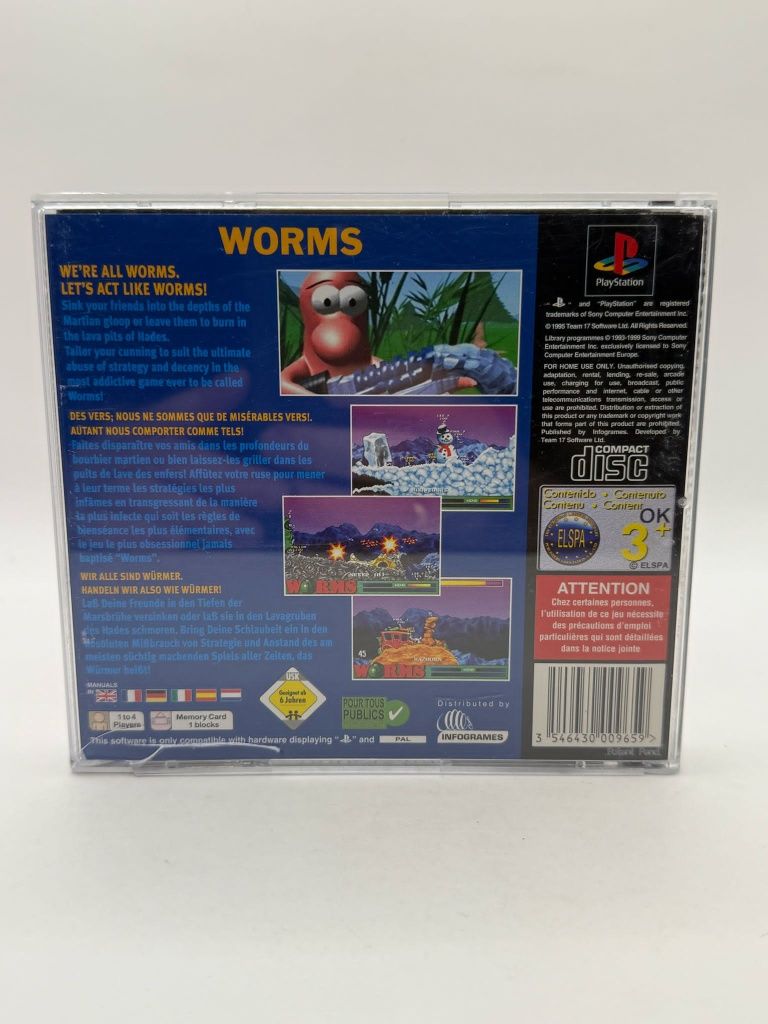 WORMS
WE'RE ALL WORMS.
LET'S ACT LIKE WORMS!
Sink your friends into the depths of the
Martian gloop or leave them to burn in
the lava pits of Hades.
Tailor your cunning to suit the ultimate
abuse of strategy and decency in the
most addictive game ever to be called
Worms!
DES VERS; NOUS NE SOMMES QUE DE MISÉRABLES VERS!.
AUTANT NOUS COMPORTER COMME TELS!
Faites disparaître vos amis dans les profondeurs du
bourbier martien ou bien laissez-les griller dans les
puits de lave des enfers! Affûtez votre ruse pour mener
à leur terme les stratégies les plus
infâmes en transgressant de la manière
la plus infecte qui soit les règles de
bienséance les plus élémentaires, avec
le jeu le plus obsessionnel jamais
baptisé "Worms".
WIR ALLE SIND WÜRMER.
HANDELN WIR ALSO WIE WÜRMER!
Laß Deine Freunde in den Tiefen der
Marsbrühe versinken oder laß sie in den Lavagruben
des Hades schmoren. Bring Deine Schlauheit ein in den
absoluten Mißbrauch von Strategie und Anstand des am
meisten süchtig machenden Spiels aller Zeiten, das
Würmer heißt!
MANUALS
IN
1 to 4
Players
Memory Card
1 blocks
This software is only compatible with hardware displaying " " and PAL
WORMS
45
WORMS
USK
Geeignet ab
6 Jahren
POUR TOUS
PUBLICS
Distributed by
INFOGRAMES
PlayStation
and "PlayStation" are registered
trademarks of Sony Computer Entertainment Inc.
© 1995 Team 17 Software Ltd. All Rights Reserved.
Library programmes © 1993-1999 Sony Computer
Entertainment Inc. exclusively licensed to Sony
Computer Entertainment Europe.
FOR HOME USE ONLY. Unauthorised copying,
adaptation, rental, lending, re-sale, arcade
use, charging for use, broadcast, public
performance and internet, cable or other
telecommunications transmission, access or
use are prohibited. Distribution or extraction of
this product or any trademark or copyright work
that forms part of this product are prohibited.
Published by Infogrames. Developed by
Team 17 Software Ltd.
COMPACT
disc
Contenido • Contenuto
Contenu • Content
ELSPA
OK
3+
© ELSPA
ATTENTION
Chez certaines personnes,
l'utilisation de ce jeu nécessite
des précautions d'emploi
particulières qui sont détaillées
dans la notice jointe
3 546430 009659 >